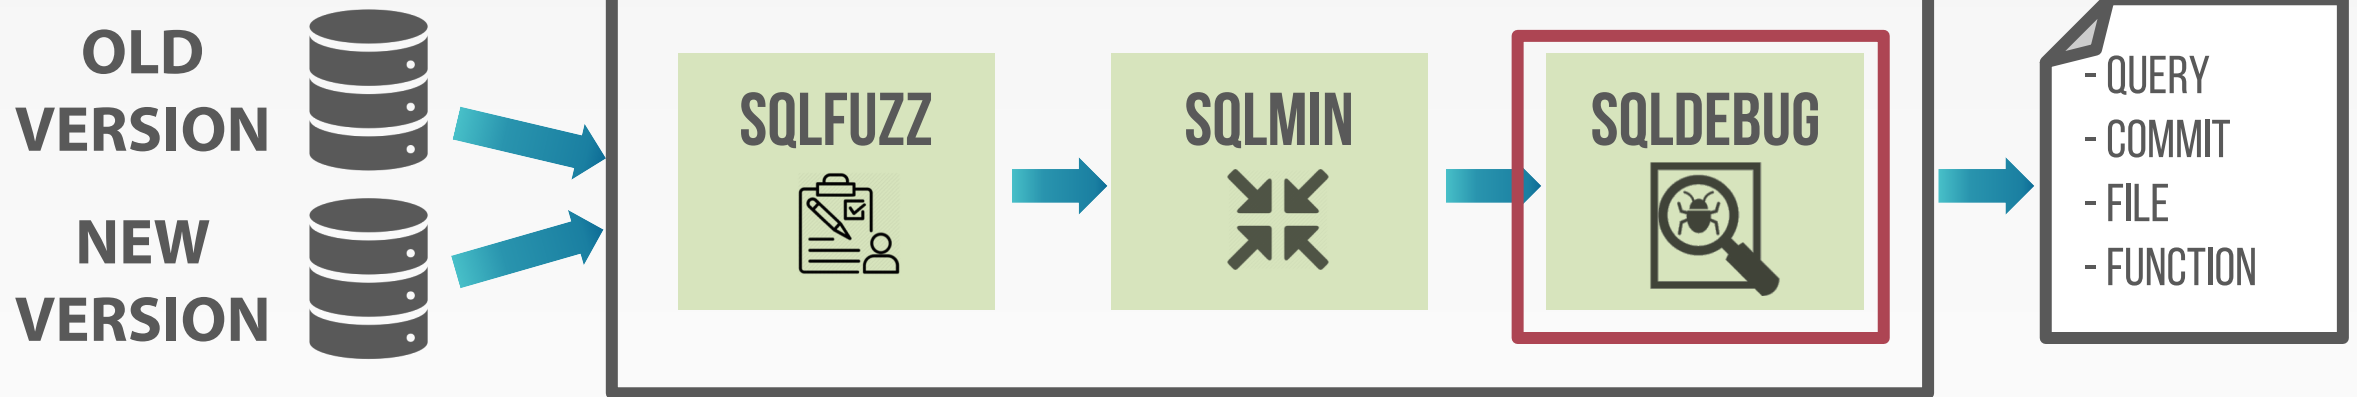 OLD
VERSION
NEW
VERSION
SQLFUZZ
SQLMIN
SQLDEBUG
- QUERY
- COMMIT
- FILE
- FUNCTION